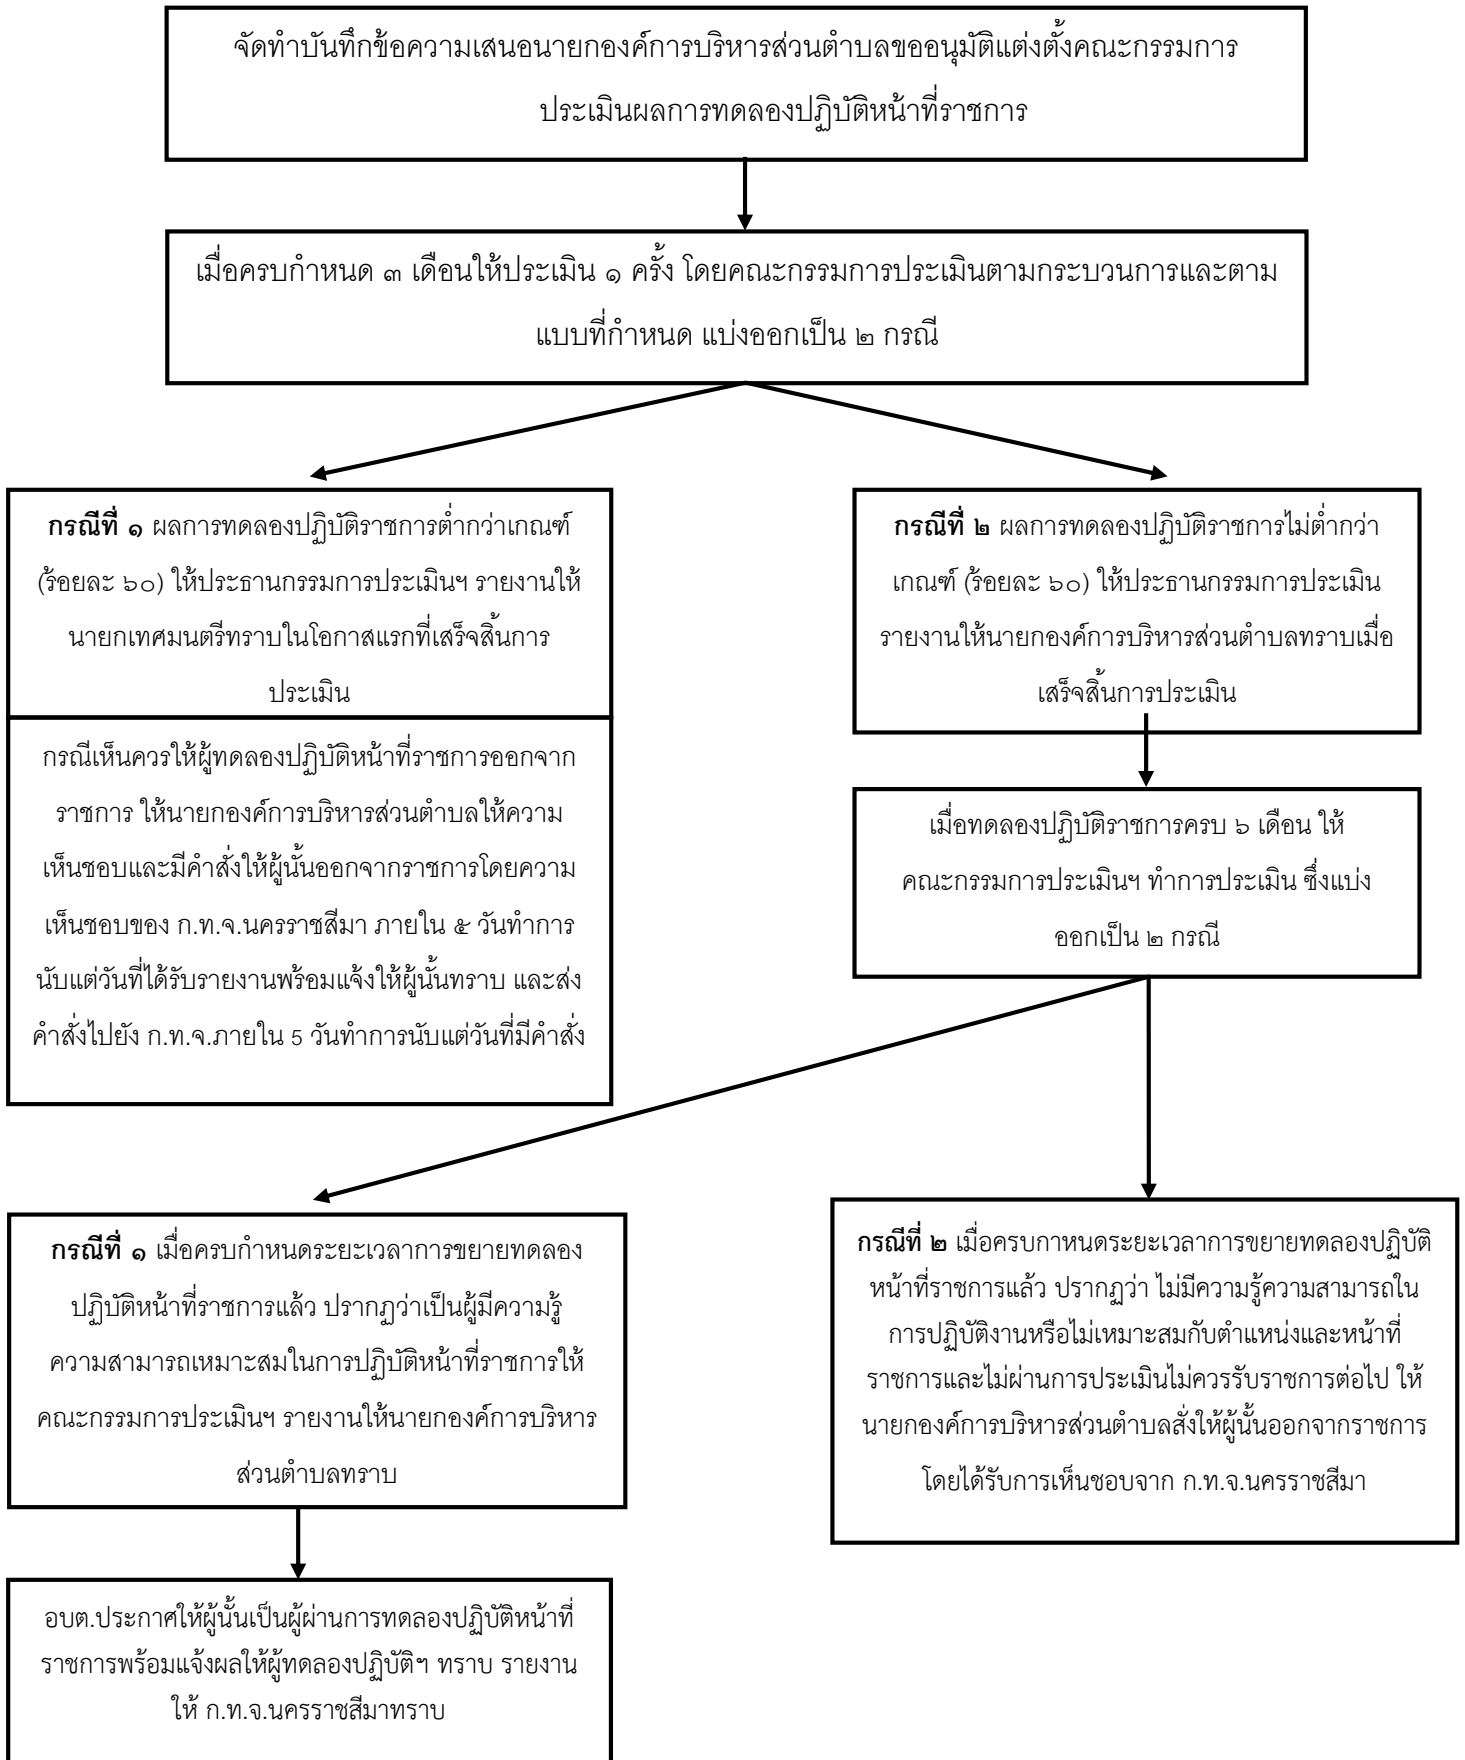 จัดทำบันทึกข้อความเสนอนายกองค์การบริหารส่วนตำบลขออนุมัติแต่งตั้งคณะกรรมการ
ประเมินผลการทดลองปฏิบัติหน้าที่ราชการ
เมื่อครบกำหนด ๓ เดือนให้ประเมิน ๑ ครั้ง โดยคณะกรรมการประเมินตามกระบวนการและตาม
แบบที่กำหนด แบ่งออกเป็น ๒ กรณี
กรณีที่ ๑ ผลการทดลองปฏิบัติราชการต่ำกว่าเกณฑ์
(ร้อยละ ๖๐) ให้ประธานกรรมการประเมินฯ รายงานให้
นายกเทศมนตรีทราบในโอกาสแรกที่เสร็จสิ้นการ
ประเมิน
กรณีเห็นควรให้ผู้ทดลองปฏิบัติหน้าที่ราชการออกจาก
ราชการ ให้นายกองค์การบริหารส่วนตำบลให้ความ
เห็นชอบและมีคำสั่งให้ผู้นั้นออกจากราชการโดยความ
เห็นชอบของ ก.ท.จ.นครราชสีมา ภายใน ๕ วันทำการ
นับแต่วันที่ได้รับรายงานพร้อมแจ้งให้ผู้นั้นทราบ และส่ง
คำสั่งไปยัง ก.ท.จ.ภายใน 5 วันทำการนับแต่วันที่มีคำสั่ง
กรณีที่ ๒ ผลการทดลองปฏิบัติราชการไม่ต่ำกว่า
เกณฑ์ (ร้อยละ ๖๐) ให้ประธานกรรมการประเมิน
รายงานให้นายกองค์การบริหารส่วนตำบลทราบเมื่อ
เสร็จสิ้นการประเมิน
เมื่อทดลองปฏิบัติราชการครบ ๖ เดือน ให้
คณะกรรมการประเมินฯ ทำการประเมิน ซึ่งแบ่ง
ออกเป็น ๒ กรณี
กรณีที่ ๑ เมื่อครบกำหนดระยะเวลาการขยายทดลอง
ปฏิบัติหน้าที่ราชการแล้ว ปรากฏว่าเป็นผู้มีความรู้
ความสามารถเหมาะสมในการปฏิบัติหน้าที่ราชการให้
คณะกรรมการประเมินฯ รายงานให้นายกองค์การบริหาร
ส่วนตำบลทราบ
กรณีที่ ๒ เมื่อครบกาหนดระยะเวลาการขยายทดลองปฏิบัติ
หน้าที่ราชการแล้ว ปรากฏว่า ไม่มีความรู้ความสามารถใน
การปฏิบัติงานหรือไม่เหมาะสมกับตำแหน่งและหน้าที่
ราชการและไม่ผ่านการประเมินไม่ควรรับราชการต่อไป ให้
นายกองค์การบริหารส่วนตำบลสั่งให้ผู้นั้นออกจากราชการ
โดยได้รับการเห็นชอบจาก ก.ท.จ.นครราชสีมา
อบต.ประกาศให้ผู้นั้นเป็นผู้ผ่านการทดลองปฏิบัติหน้าที่
ราชการพร้อมแจ้งผลให้ผู้ทดลองปฏิบัติฯ ทราบ รายงาน
ให้ ก.ท.จ.นครราชสีมาทราบ